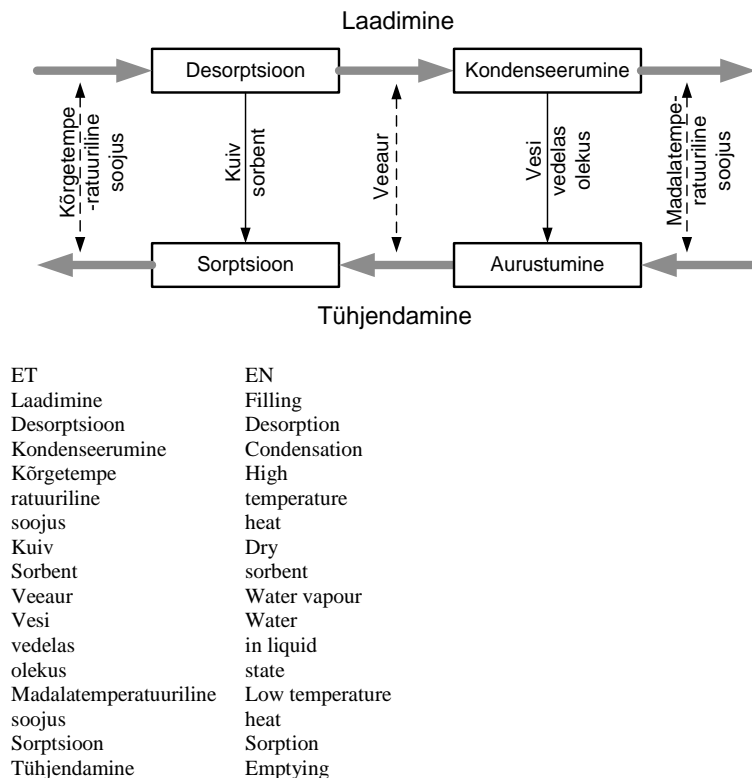 Laadimine
Desorptsioon
Kondenseerumine
Kõrgetempe
-ratuuriline
soojus
Kuiv
sorbent
Veeaur
Vesi
vedelas
olekus
Madalatempe-
ratuuriline
soojus
Sorptsioon
Aurustumine
Tühjendamine
ET EN
Laadimine Filling
Desorptsioon Desorption
Kondenseerumine Condensation
Kõrgetempe High
ratuuriline temperature
soojus heat
Kuiv Dry
Sorbent sorbent
Veeaur Water vapour
Vesi Water
vedelas in liquid
olekus state
Madalatemperatuuriline Low temperature
soojus heat
Sorptsioon Sorption
Tühjendamine Emptying